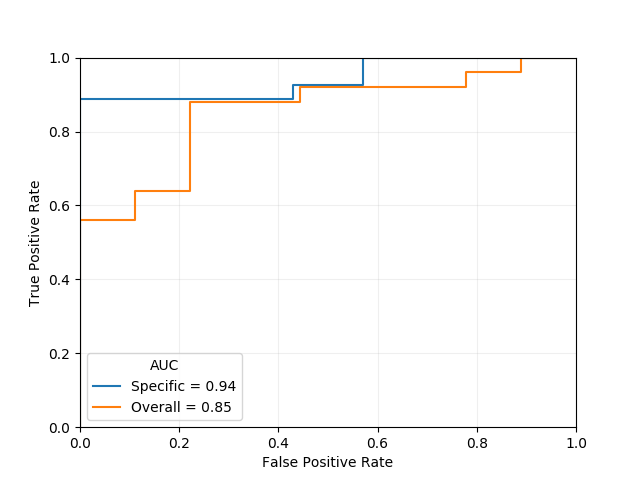 1.0
0.8
0.6
0.4
0.2
0.0
True Positive Rate
AUC
Specific = 0.94
Overall = 0.85
0.0 0.2 0.4 0.6 0.8 1.0
False Positive Rate